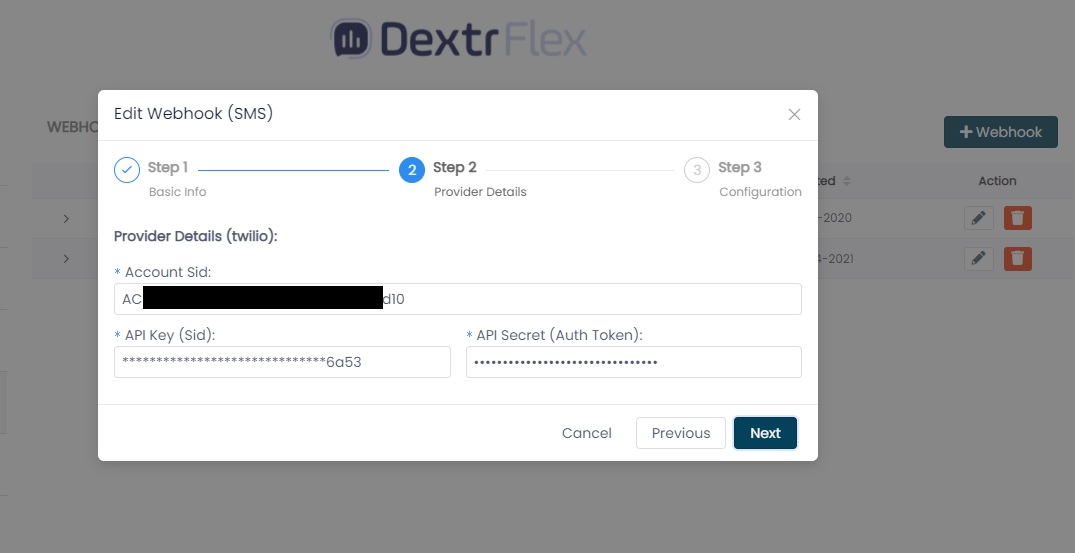 DextrFlex
Edit Webhook (SMS)
WEBHO
+ Webhook
Step 1
2
Step 2
3
Step 3
Basic Info
Provider Details
Configuration
ted
Action
-2020
Provider Details (twilio):
4-2021
* Account Sid:
AC d10
* API Key (Sid):
* API Secret (Auth Token):
******************************6a53
••••••••••••••••••••••••••••••••
Cancel
Previous
Next